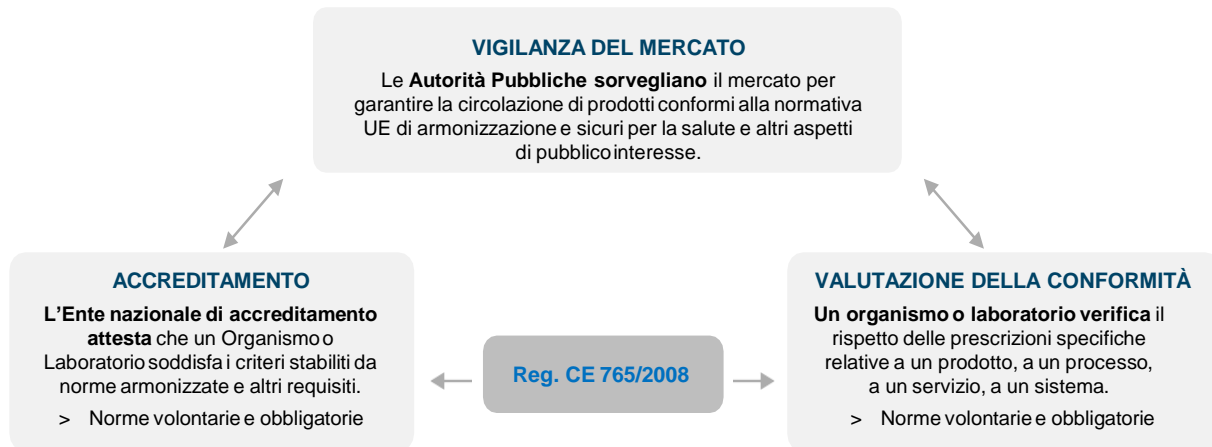 VIGILANZA DEL MERCATO
Le Autorità Pubbliche sorvegliano il mercato per
garantire la circolazione di prodotti conformi alla normativa
UE di armonizzazione e sicuri per la salute e altri aspetti
di pubblico interesse.
ACCREDITAMENTO
L'Ente nazionale di accreditamento
attesta che un Organismo o
Laboratorio soddisfa i criteri stabiliti da
norme armonizzate e altri requisiti.
> Norme volontarie e obbligatorie
Reg. CE 765/2008
VALUTAZIONE DELLA CONFORMITÀ
Un organismo o laboratorio verifica il
rispetto delle prescrizioni specifiche
relative a un prodotto, a un processo,
a un servizio, a un sistema.
> Norme volontarie e obbligatorie